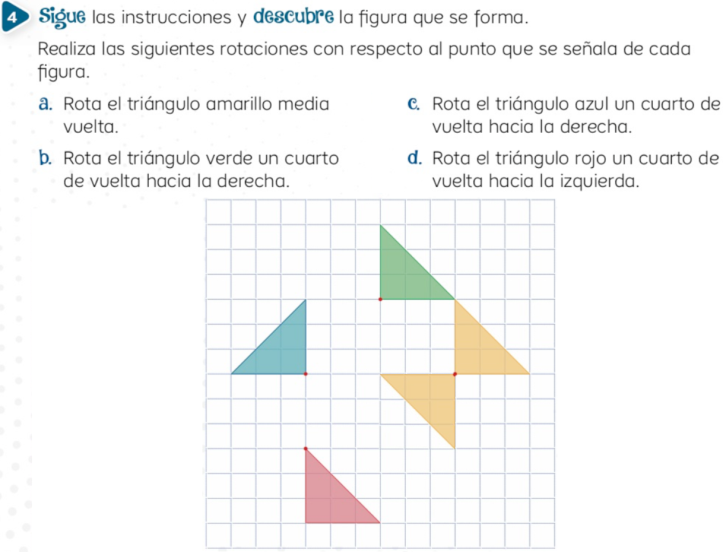 4 Sigue las instrucciones y descubre la figura que se forma.
Realiza las siguientes rotaciones con respecto al punto que se señala de cada
figura.
a. Rota el triángulo amarillo media
vuelta.
b. Rota el triángulo verde un cuarto
de vuelta hacia la derecha.
c. Rota el triángulo azul un cuarto de
vuelta hacia la derecha.
d. Rota el triángulo rojo un cuarto de
vuelta hacia la izquierda.